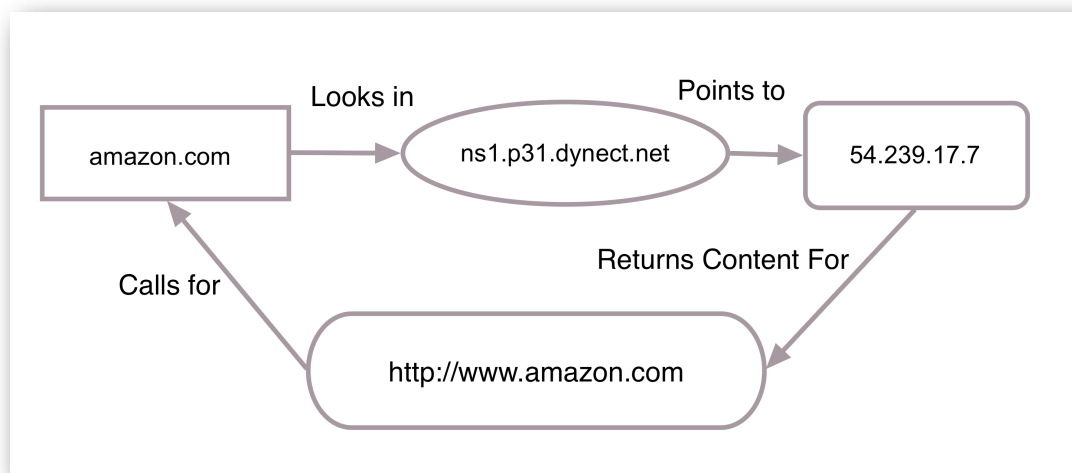 Looks in
Points to
amazon.com
ns1.p31.dynect.net
54.239.17.7
Returns Content For
Calls for
http://www.amazon.com